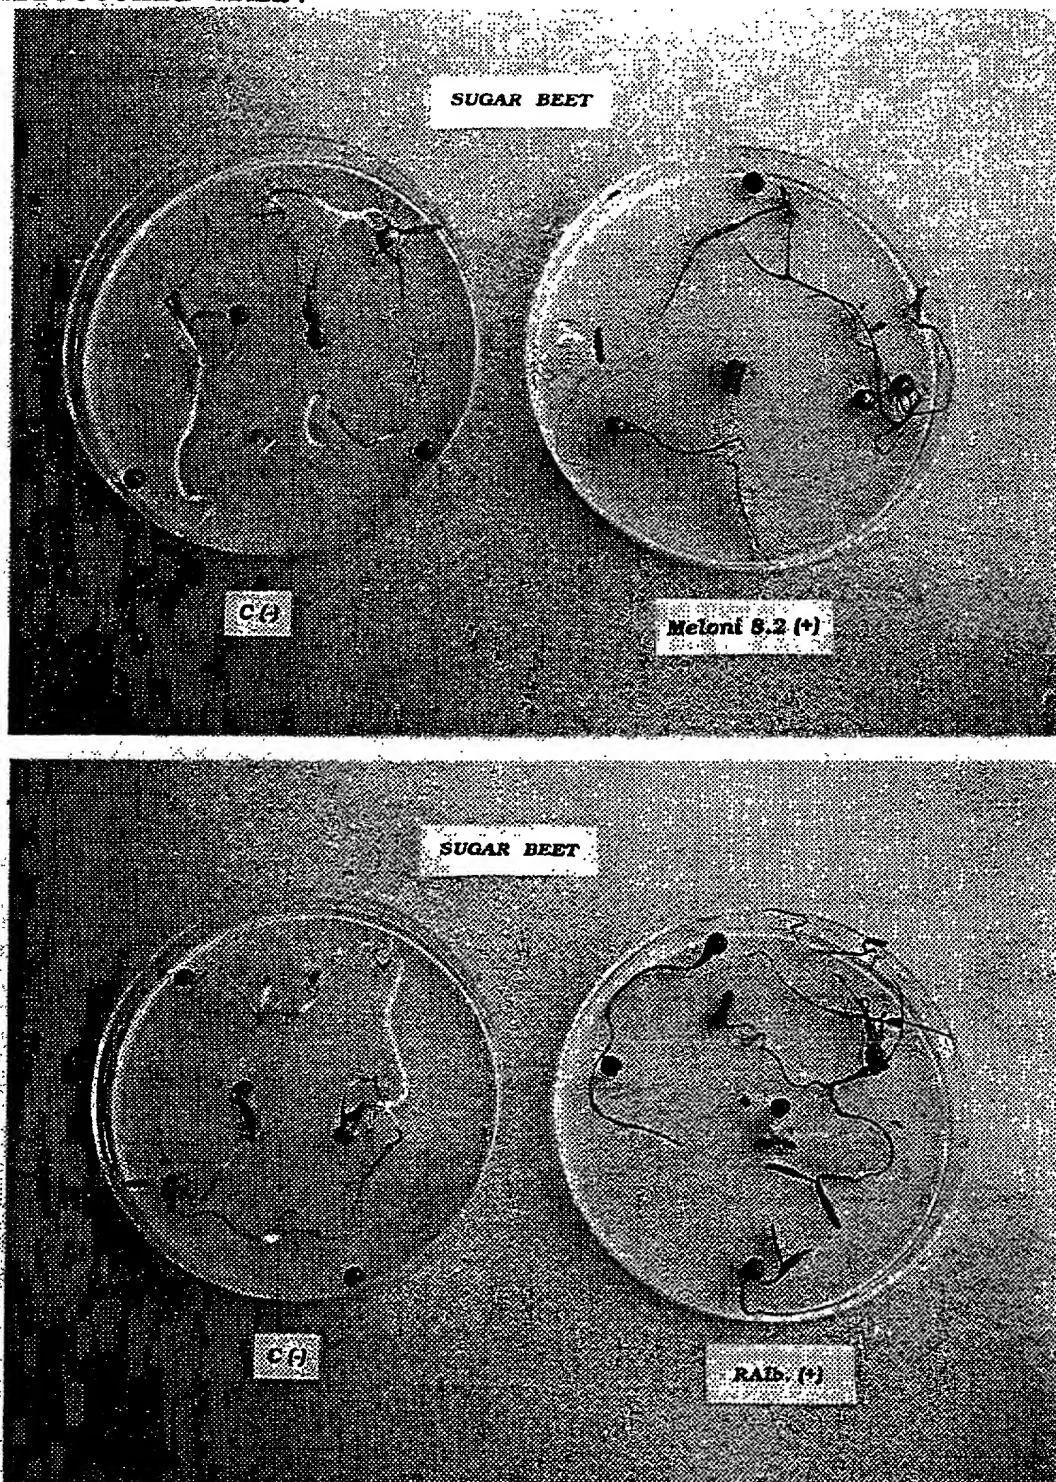 SUGAR BEET
C (-)
Meloni 8.2 (+)
SUGAR BEET
C (-)
RAIb. (+)